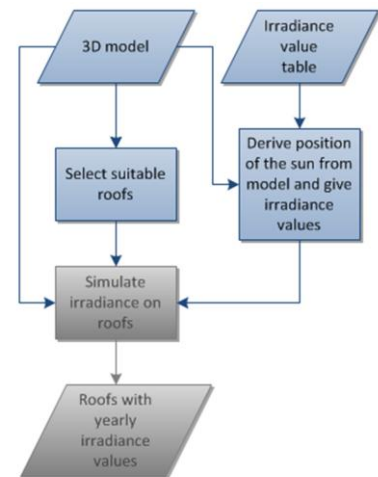 3D model
Irradiance
value
table
Select suitable
roofs
Derive position
of the sun from
model and give
irradiance
values
Simulate
irradiance on
roofs
Roofs with
yearly
irradiance
values